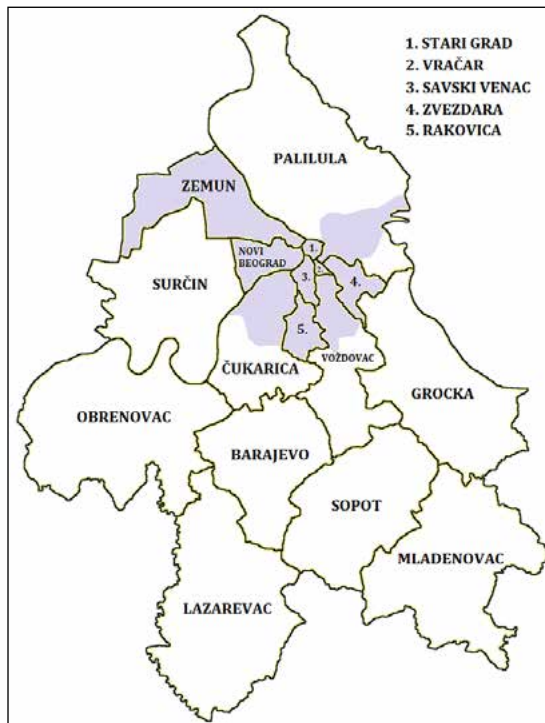 1. STARI GRAD
2. VRAČAR
3. SAVSKI VENAC
4. ZVEZDARA
5. RAKOVICA
PALILULA
ZEMUN
NOVI
BEOGRAD
1.
2.
3.
4.
SURČIN
5.
VOŽDOVAC
ČUKARICA
GROCKA
OBRENOVAC
BARAJEVO
SOPOT
MLADENOVAC
LAZAREVAC